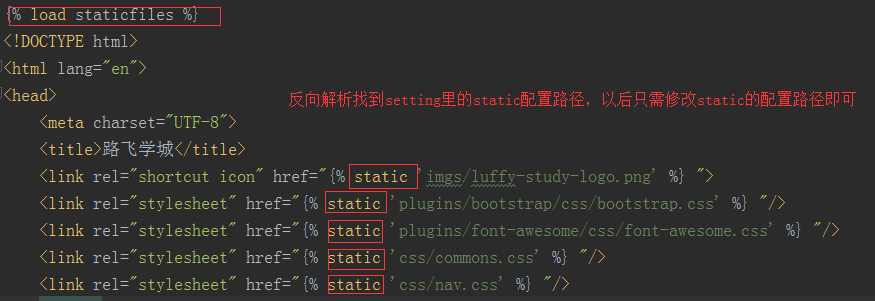 {% load staticfiles %}
<!DOCTYPE html>
<html lang="en">
<head>
反向解析找到setting里的static配置路径，以后只需修改static的配置路径即可
<meta charset="UTF-8">
<title>路飞学城</title>
<link rel="shortcut icon" href="{% static 'imgs/luffy-study-logo.png' %} ">
<link rel="stylesheet" href="{% static 'plugins/bootstrap/css/bootstrap.css' %} "/>
<link rel="stylesheet" href="{% static 'plugins/font-awesome/css/font-awesome.css' %} "/>
<link rel="stylesheet" href="{% static 'css/commons.css' %} "/>
<link rel="stylesheet" href="{% static 'css/nav.css' %} "/>